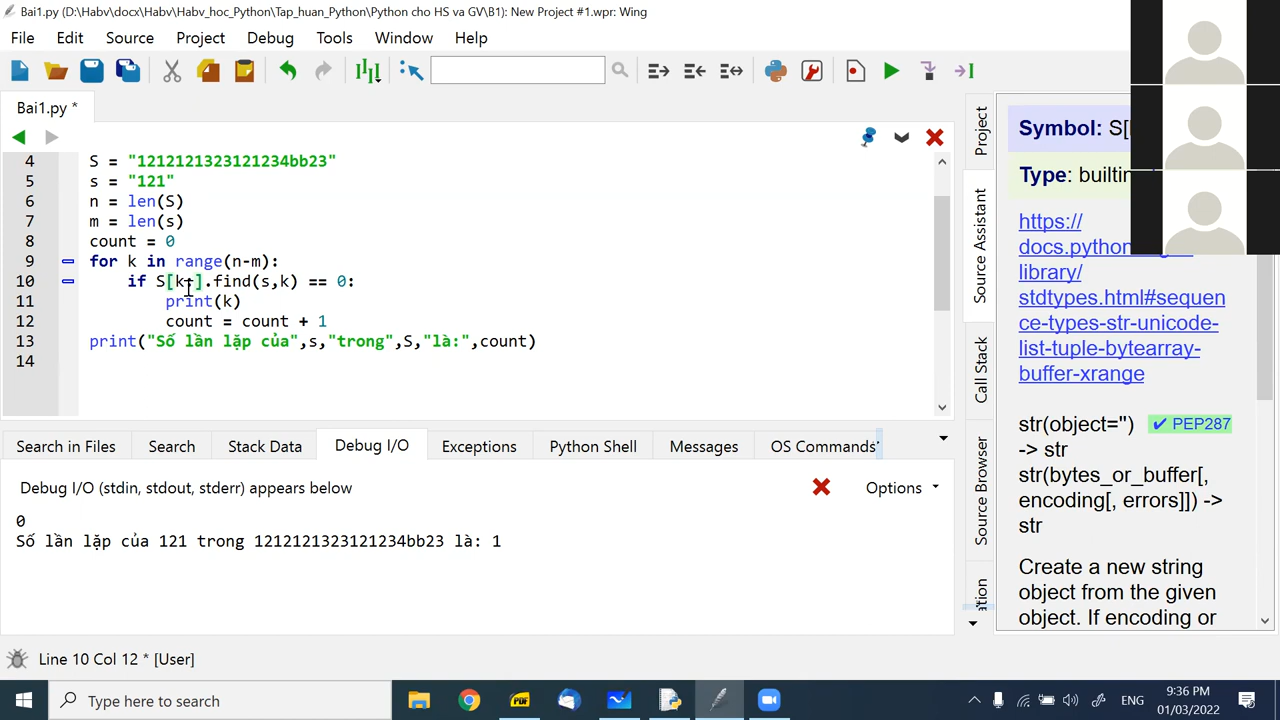 Bai1.py (D:\Habv\docx\Habv\Habv_hoc_Python\Tap_huan_Python\Python cho HS va GV\B1): New Project #1.wpr: Wing
File Edit Source Project Debug Tools Window Help
Bai1.py *
4 S = "1212121323121234bb23"
5 s = "121"
6 n = len(S)
7 m = len(s)
8 count = 0
9 for k in range(n-m):
10 if S[k:].find(s,k) == 0:
11 print(k)
12 count = count + 1
13 print("Số lần lặp của",s,"trong",S,"là:",count)
14
Search in Files Search Stack Data Debug I/O Exceptions Python Shell Messages OS Commands
Debug I/O (stdin, stdout, stderr) appears below
Options
0
Số lần lặp của 121 trong 1212121323121234bb23 là: 1
Project
Source Assistant
Call Stack
Source Browser
Symbol: S[
Type: builtin
https://
docs.python
library/
stdtypes.html#sequen
ce-types-str-unicode-
list-tuple-bytearray-
buffer-xrange
str(object='') ✔ PEP287
-> str
str(bytes_or_buffer[,
encoding[, errors]]) ->
str
Create a new string
object from the given
object. If encoding or
Line 10 Col 12 * [User]
Type here to search
PDF
ENG
9:36 PM
01/03/2022